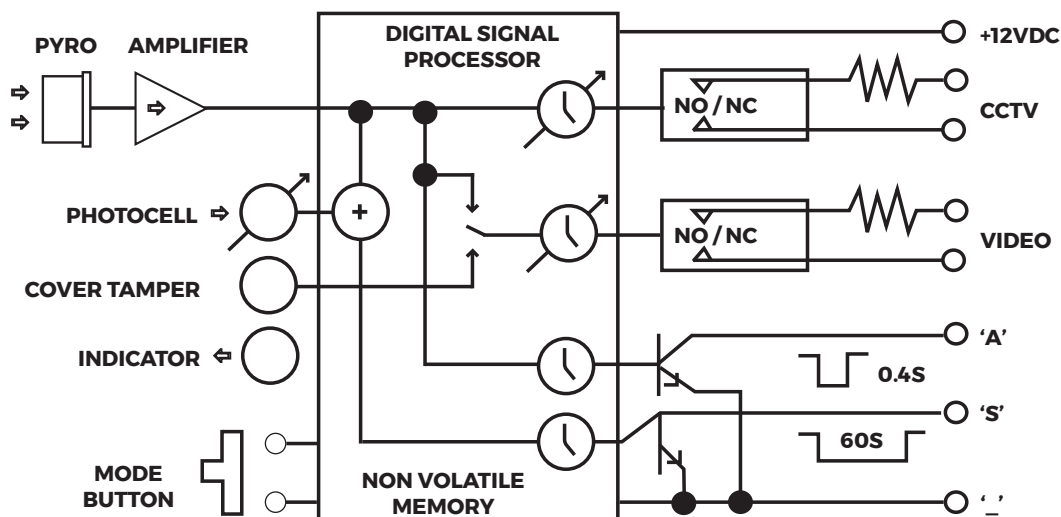 PYRO
AMPLIFIER
DIGITAL SIGNAL
PROCESSOR
+12VDC
NO / NC
CCTV
PHOTOCELL
+
NO / NC
VIDEO
COVER TAMPER
INDICATOR
'A'
0.4S
'S'
60S
MODE
BUTTON
NON VOLATILE
MEMORY
'_'